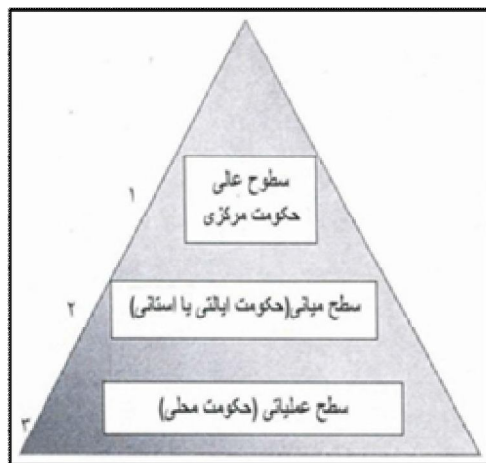 ۱
سطوح عالی
حکومت مرکزی
۲
سطح میانی(حکومت ایالتی یا استانی)
۳
سطح عملیاتی (حکومت محلی)